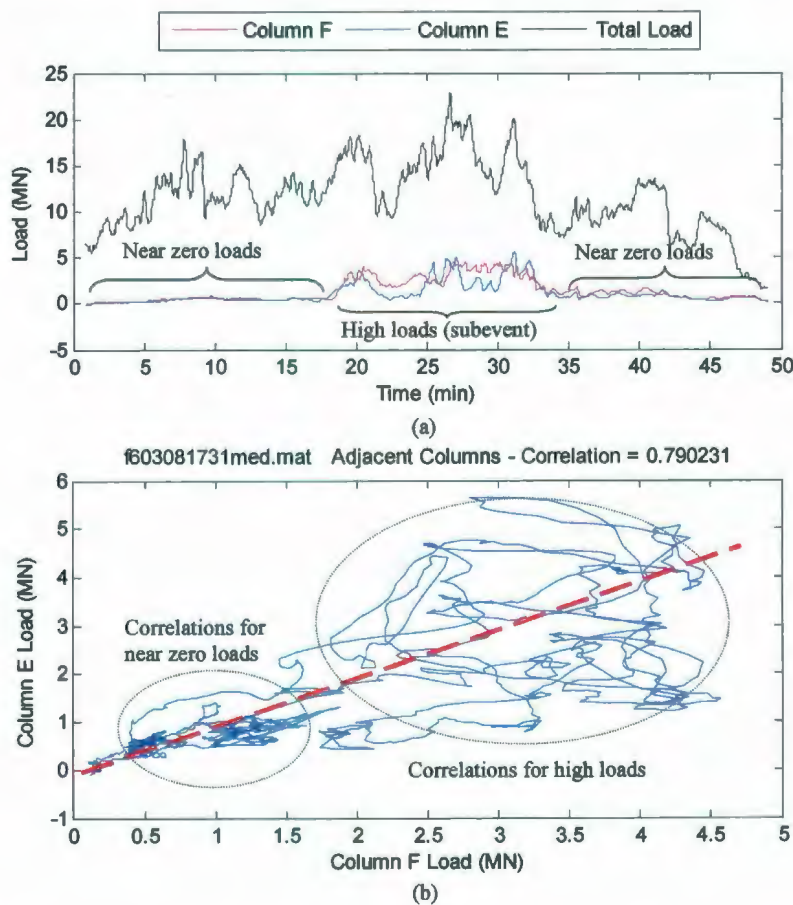 Column F Column E Total Load
25
20
15
10
5
0
-5
Load (MN)
Near zero loads
Near zero loads
High loads (subevent)
0 5 10 15 20 25 30 35 40 45 50
Time (min)
(a)
f603081731med.mat Adjacent Columns - Correlation = 0.790231
6
5
4
3
2
1
0
-1
Column E Load (MN)
Correlations for
near zero loads
Correlations for high loads
0 0.5 1 1.5 2 2.5 3 3.5 4 4.5 5
Column F Load (MN)
(b)